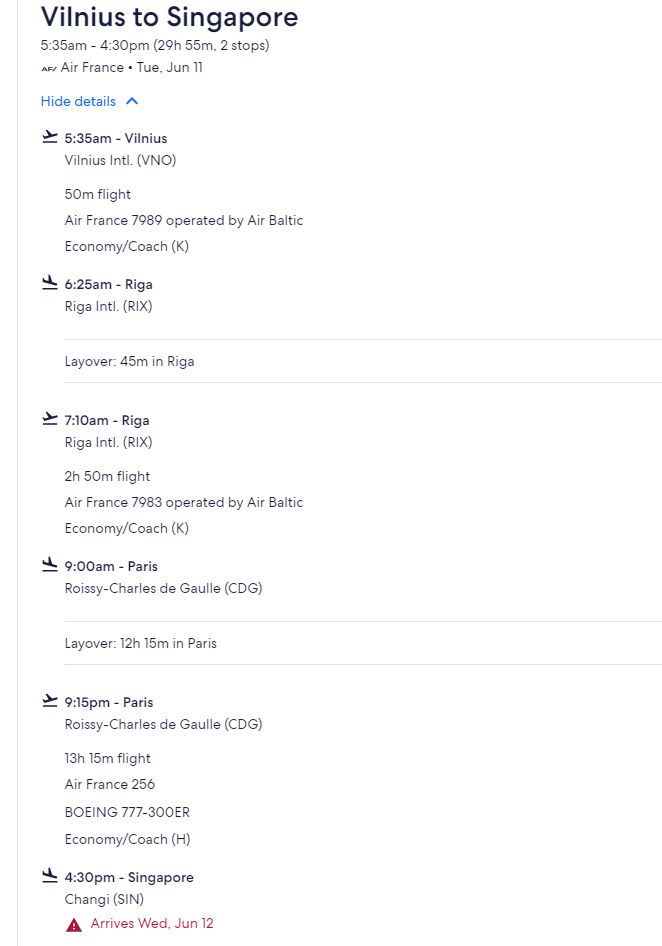 Vilnius to Singapore
5:35am - 4:30pm (29h 55m, 2 stops)
AF Air France • Tue, Jun 11
Hide details
5:35am - Vilnius
Vilnius Intl. (VNO)
50m flight
Air France 7989 operated by Air Baltic
Economy/Coach (K)
6:25am - Riga
Riga Intl. (RIX)
Layover: 45m in Riga
7:10am - Riga
Riga Intl. (RIX)
2h 50m flight
Air France 7983 operated by Air Baltic
Economy/Coach (K)
9:00am - Paris
Roissy-Charles de Gaulle (CDG)
Layover: 12h 15m in Paris
9:15pm - Paris
Roissy-Charles de Gaulle (CDG)
13h 15m flight
Air France 256
BOEING 777-300ER
Economy/Coach (H)
4:30pm - Singapore
Changi (SIN)
Arrives Wed, Jun 12